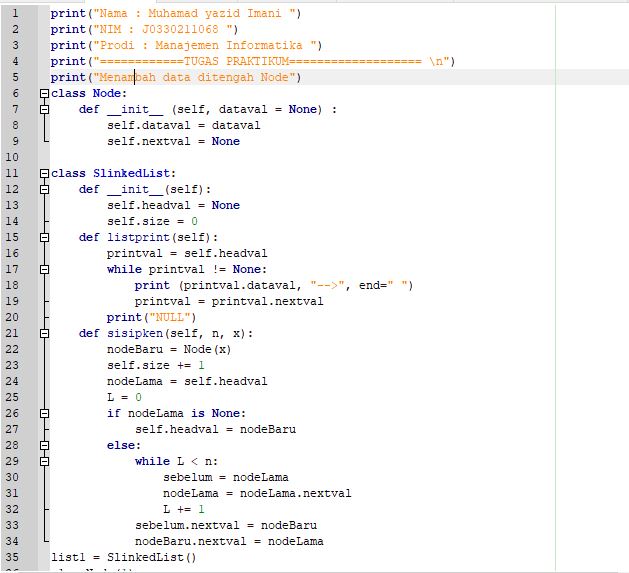 1 print("Nama : Muhamad yazid Imani ")
2 print("NIM : J0330211068 ")
3 print("Prodi : Manajemen Informatika ")
4 print("============TUGAS PRAKTIKUM=================== \n")
5 print("Menambah data ditengah Node")
6 class Node:
7     def __init__ (self, dataval = None) :
8         self.dataval = dataval
9         self.nextval = None
10
11 class SlinkedList:
12     def __init__(self):
13         self.headval = None
14         self.size = 0
15     def listprint(self):
16         printval = self.headval
17         while printval != None:
18             print (printval.dataval, "-->", end=" ")
19             printval = printval.nextval
20         print("NULL")
21     def sisipken(self, n, x):
22         nodeBaru = Node(x)
23         self.size += 1
24         nodeLama = self.headval
25         L = 0
26         if nodeLama is None:
27             self.headval = nodeBaru
28         else:
29             while L < n:
30                 sebelum = nodeLama
31                 nodeLama = nodeLama.nextval
32                 L += 1
33             sebelum.nextval = nodeBaru
34             nodeBaru.nextval = nodeLama
35 list1 = SlinkedList()